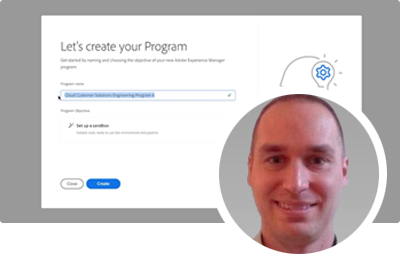 Let's create your Program
Get started by naming and choosing the objective of your new Adobe Experience Manager
program.
Program name
Cloud Customer Solutions Engineering Program A
Program Objective
Set up a sandbox
Close
Create